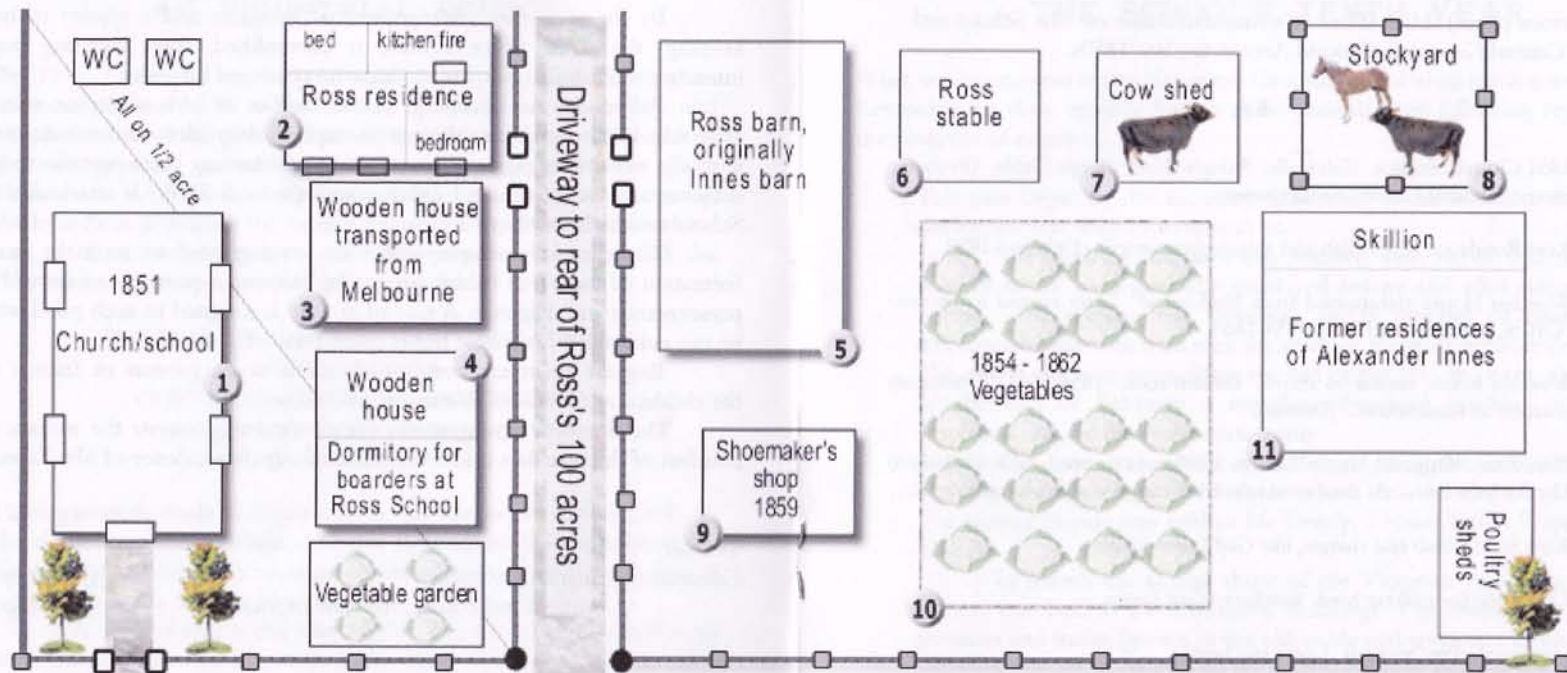 WC
WC
All on 1/2 acre
1851
Church/school
1
bed
kitchen fire
Ross residence
bedroom
2
Wooden house
transported
from
Melbourne
3
4
Wooden
house
Dormitory for
boarders at
Ross School
Vegetable garden
Driveway to rear of Ross's 100 acres
Ross barn,
originally
Innes barn
5
Ross
stable
6
Cow shed
7
Stockyard
8
Shoemaker's
shop
1859
9
1854 - 1862
Vegetables
10
Skillion
Former residences
of Alexander Innes
11
Poultry
sheds